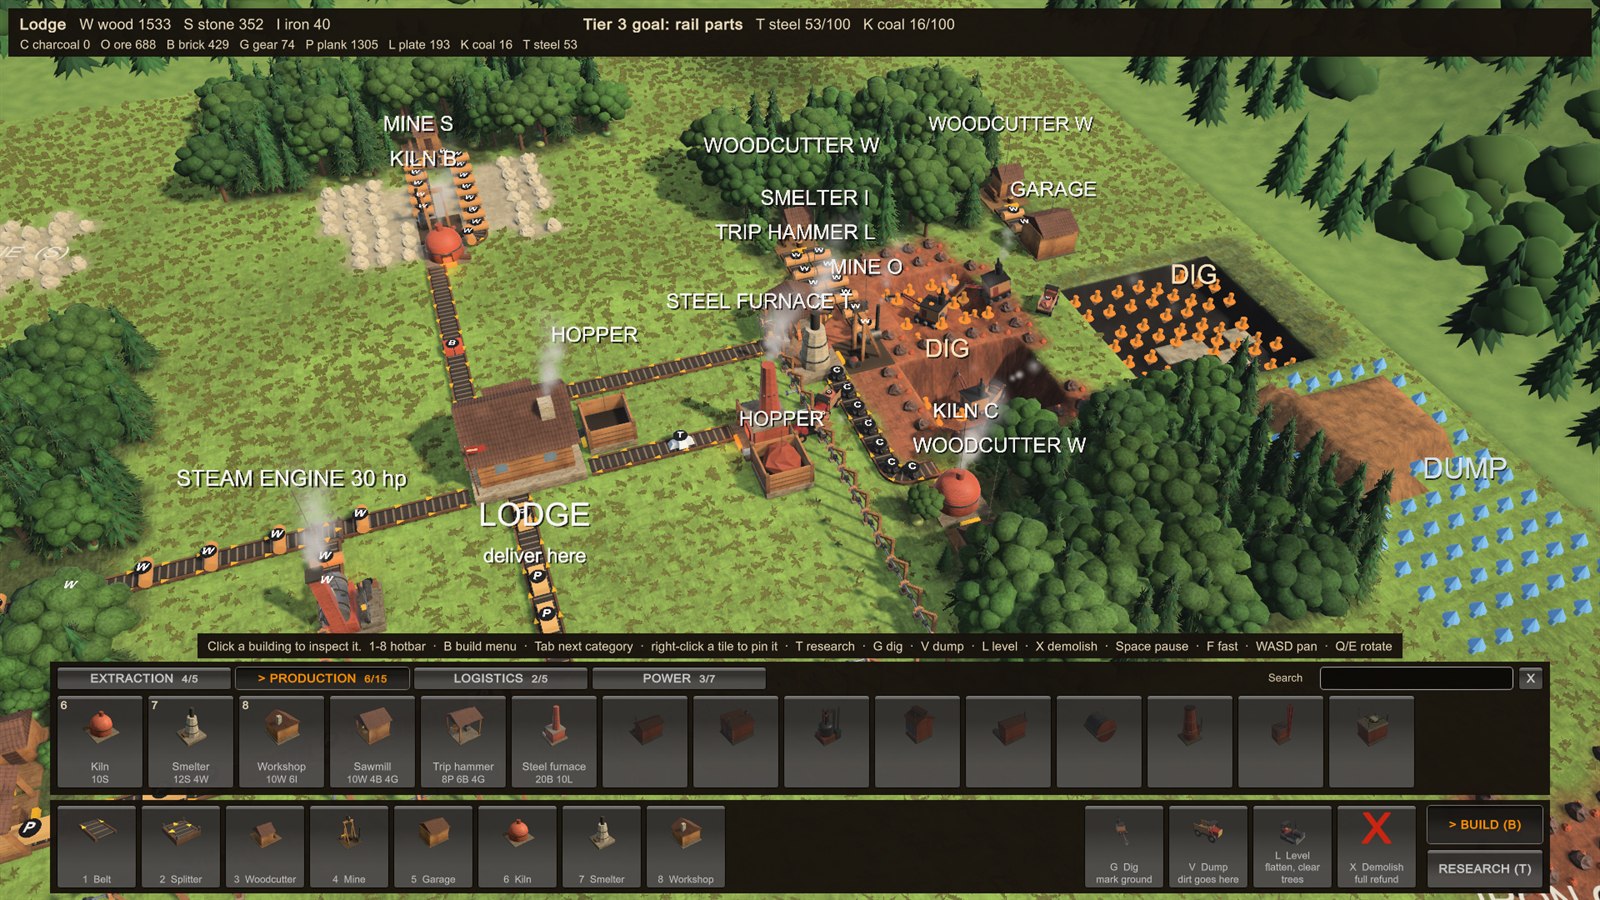 Lodge W wood 1533 S stone 352 I iron 40
Tier 3 goal: rail parts T steel 53/100 K coal 16/100
C charcoal 0 O ore 688 B brick 429 G gear 74 P plank 1305 L plate 193 K coal 16 T steel 53
MINE S
WOODCUTTER W
WOODCUTTER W
KILN B
SMELTER I
GARAGE
TRIP HAMMER L
MINE O
DIG
STEEL FURNACE T
HOPPER
DIG
HOPPER
KILN C
WOODCUTTER W
DUMP
STEAM ENGINE 30 hp
LODGE
deliver here
Click a building to inspect it. 1-8 hotbar · B build menu · Tab next category · right-click a tile to pin it · T research · G dig · V dump · L level · X demolish · Space pause · F fast · WASD pan · Q/E rotate
EXTRACTION 4/5
> PRODUCTION 6/15
LOGISTICS 2/5
POWER 3/7
Search
X
6
Kiln
10S
7
Smelter
12S 4W
8
Workshop
10W 6I
Sawmill
10W 4B 4G
Trip hammer
8P 6B 4G
Steel furnace
20B 10L
1 Belt
2 Splitter
3 Woodcutter
4 Mine
5 Garage
6 Kiln
7 Smelter
8 Workshop
G Dig
mark ground
V Dump
dirt goes here
L Level
flatten, clear
trees
X Demolish
full refund
> BUILD (B)
RESEARCH (T)